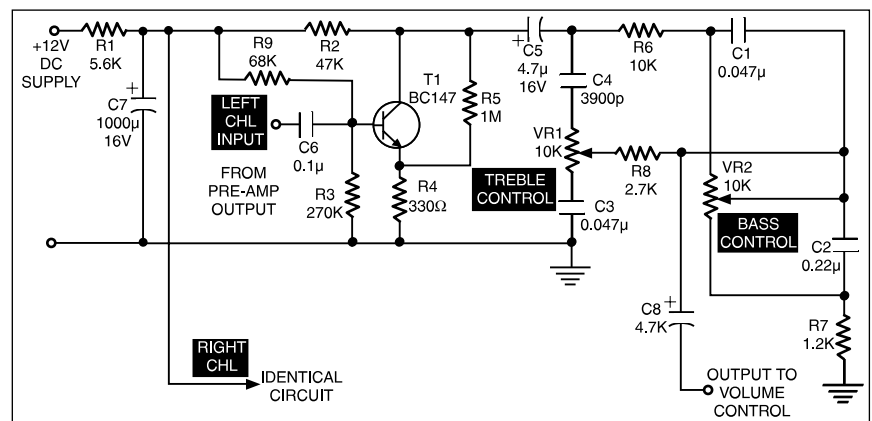 +12V
DC
SUPPLY
R1
5.6K
C7
1000µ
16V
+
R9
68K
R2
47K
LEFT
CHL
INPUT
FROM
PRE-AMP
OUTPUT
C6
0.1µ
T1
BC147
R3
270K
R4
330Ω
R5
1M
+
C5
4.7µ
16V
C4
3900p
VR1
10K
TREBLE
CONTROL
C3
0.047µ
R6
10K
R8
2.7K
C1
0.047µ
VR2
10K
BASS
CONTROL
C2
0.22µ
C8
4.7K
+
R7
1.2K
RIGHT
CHL
IDENTICAL
CIRCUIT
OUTPUT TO
VOLUME
CONTROL